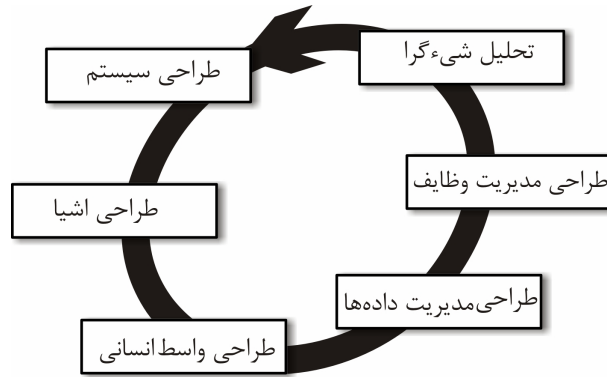 تحلیل شیءگرا
طراحی سیستم
طراحی مدیریت وظایف
طراحی اشیا
طراحی مدیریت داده‌ها
طراحی واسط انسانی